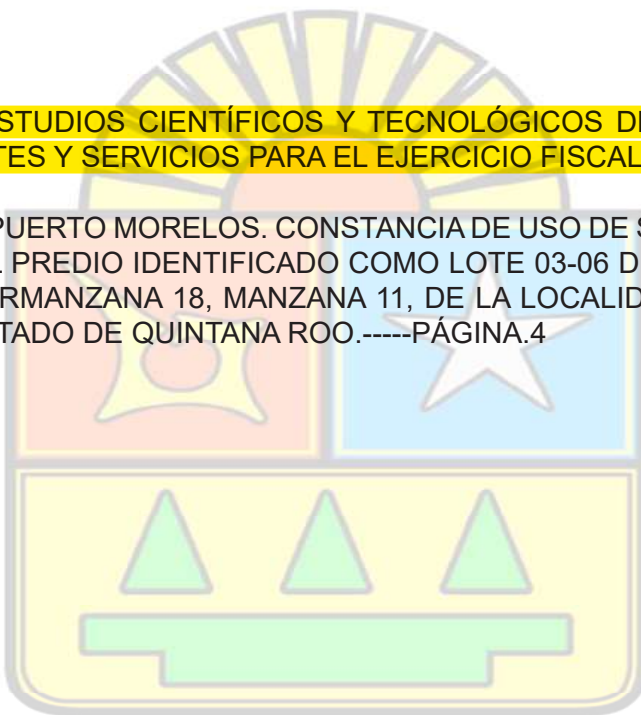 STUDIOS CIENTÍFICOS Y TECNOLÓGICOS D
TES Y SERVICIOS PARA EL EJERCICIO FISCAL
PUERTO MORELOS. CONSTANCIA DE USO DE S
PREDIO IDENTIFICADO COMO LOTE 03-06 D
RMANZANA 18, MANZANA 11, DE LA LOCALID
TADO DE QUINTANA ROO.-----PÁGINA.4